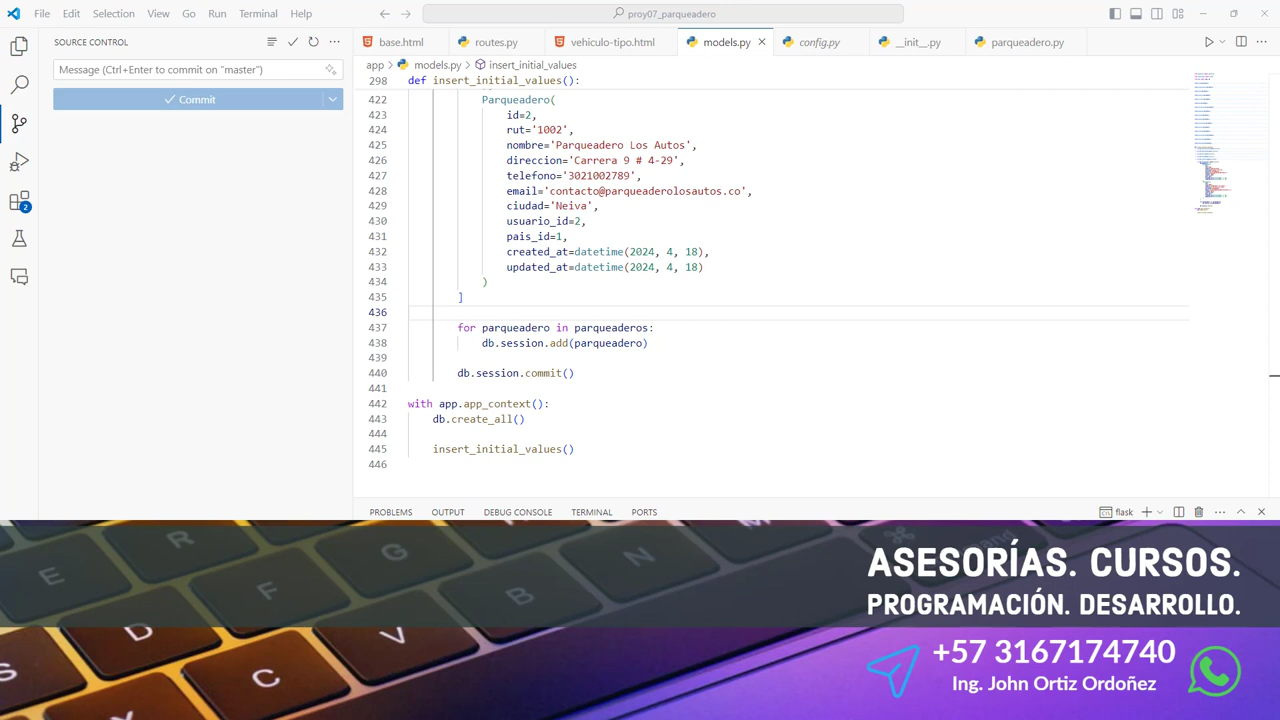 File Edit Selection View Go Run Terminal Help
proy07_parqueadero
SOURCE CONTROL
Message (Ctrl+Enter to commit on "master")
Commit
2
base.html routes.py vehiculo-tipo.html models.py config.py __init__.py parqueadero.py
app > models.py > insert_initial_values
298 def insert_initial_values():
422 Parqueadero(
423 id=2,
424 nit='1002',
425 nombre='Parqueadero Los Autos',
426 direccion='Carrera 9 # 4-23',
427
428 email='contacto@parqueaderolosautos.co',
429 ciudad='Neiva',
430 usuario_id=2,
431 pais_id=1,
432 created_at=datetime(2024, 4, 18),
433 updated_at=datetime(2024, 4, 18)
434 )
435 ]
436
437 for parqueadero in parqueaderos:
438 db.session.add(parqueadero)
439
440 db.session.commit()
441
442 with app.app_context():
443 db.create_all()
444
445 insert_initial_values()
446
PROBLEMS OUTPUT DEBUG CONSOLE TERMINAL PORTS
flask
ASESORÍAS. CURSOS.
PROGRAMACIÓN. DESARROLLO.
+57 3167174740
Ing. John Ortiz Ordoñez